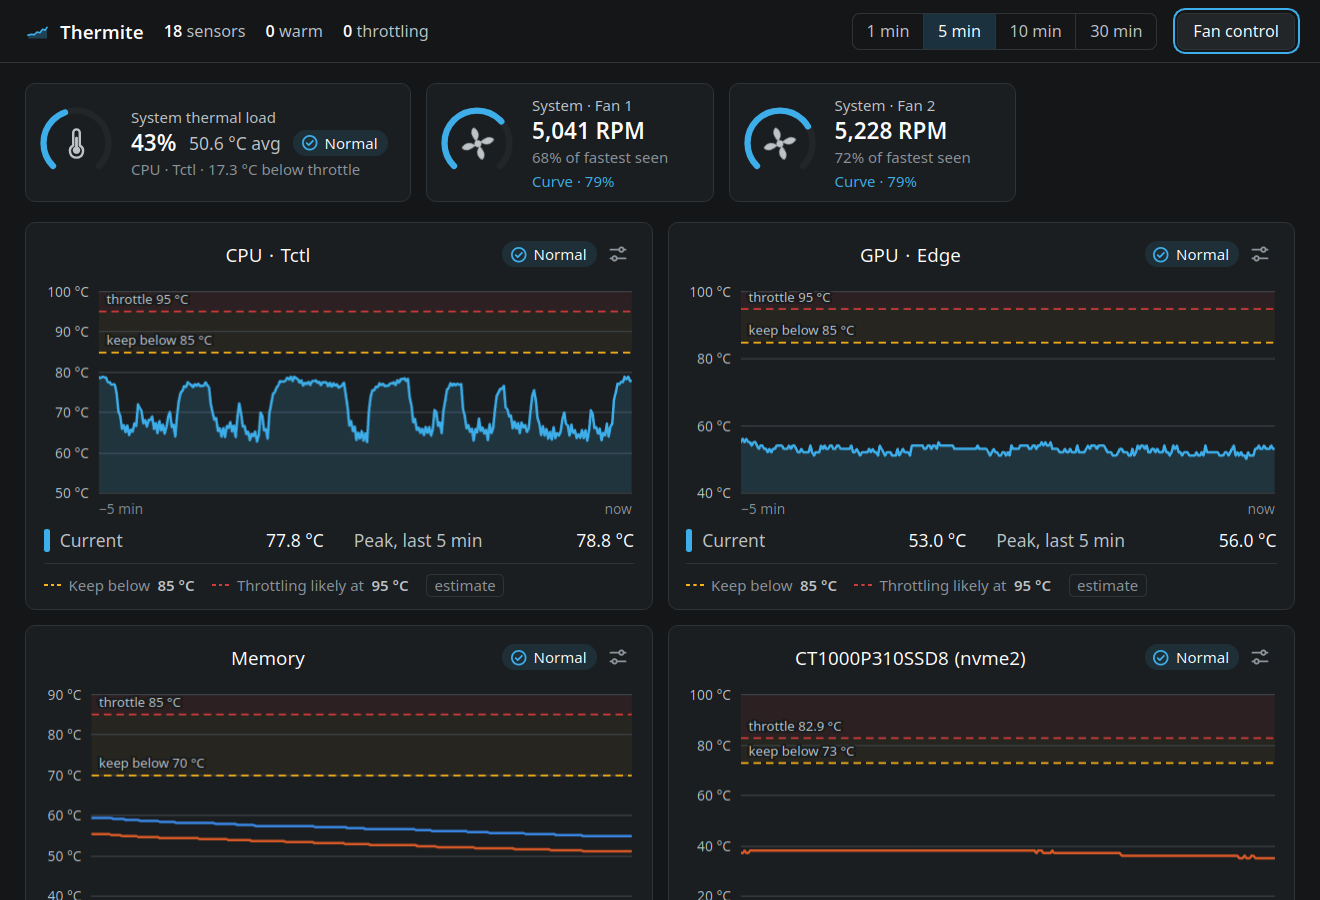 Thermite 18 sensors 0 warm 0 throttling 1 min 5 min 10 min 30 min Fan control
System thermal load
43% 50.6 °C avg Normal
CPU · Tctl · 17.3 °C below throttle
System · Fan 1
5,041 RPM
68% of fastest seen
Curve · 79%
System · Fan 2
5,228 RPM
72% of fastest seen
Curve · 79%
CPU · Tctl Normal
100 °C
throttle 95 °C
90 °C
keep below 85 °C
80 °C
70 °C
60 °C
50 °C
−5 min now
Current 77.8 °C Peak, last 5 min 78.8 °C
Keep below 85 °C Throttling likely at 95 °C estimate
GPU · Edge Normal
100 °C
throttle 95 °C
keep below 85 °C
80 °C
60 °C
40 °C
−5 min now
Current 53.0 °C Peak, last 5 min 56.0 °C
Keep below 85 °C Throttling likely at 95 °C estimate
Memory Normal
90 °C
throttle 85 °C
80 °C
keep below 70 °C
70 °C
60 °C
50 °C
40 °C
CT1000P310SSD8 (nvme2) Normal
100 °C
throttle 82.9 °C
80 °C
keep below 73 °C
60 °C
40 °C
20 °C